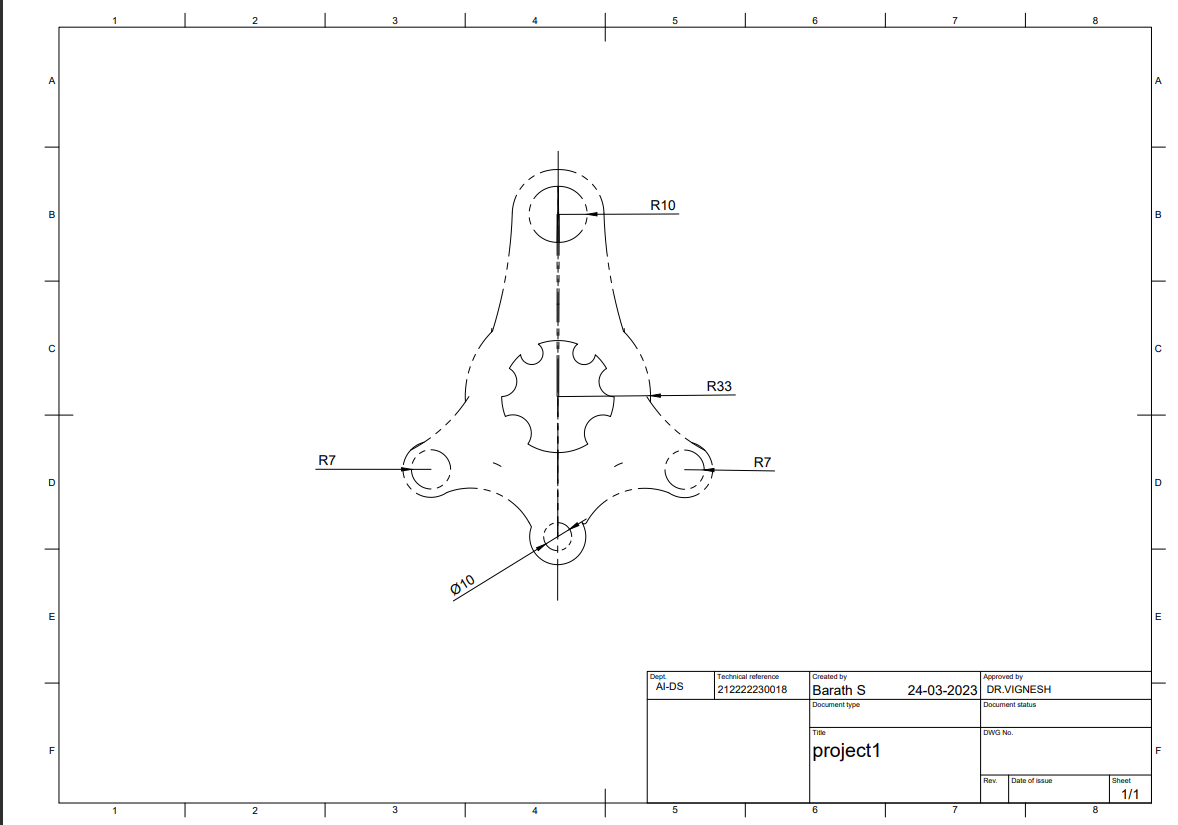 1 2 3 4 5 6 7 8
A A
B B
R10
C C
R33
R7 R7
D D
Ø10
E E
Dept. Technical reference Created by Approved by
AI-DS 212222230018 Barath S 24-03-2023 DR.VIGNESH
Document type Document status
Title DWG No.
project1
F F
Rev. Date of issue Sheet
1/1
1 2 3 4 5 6 7 8